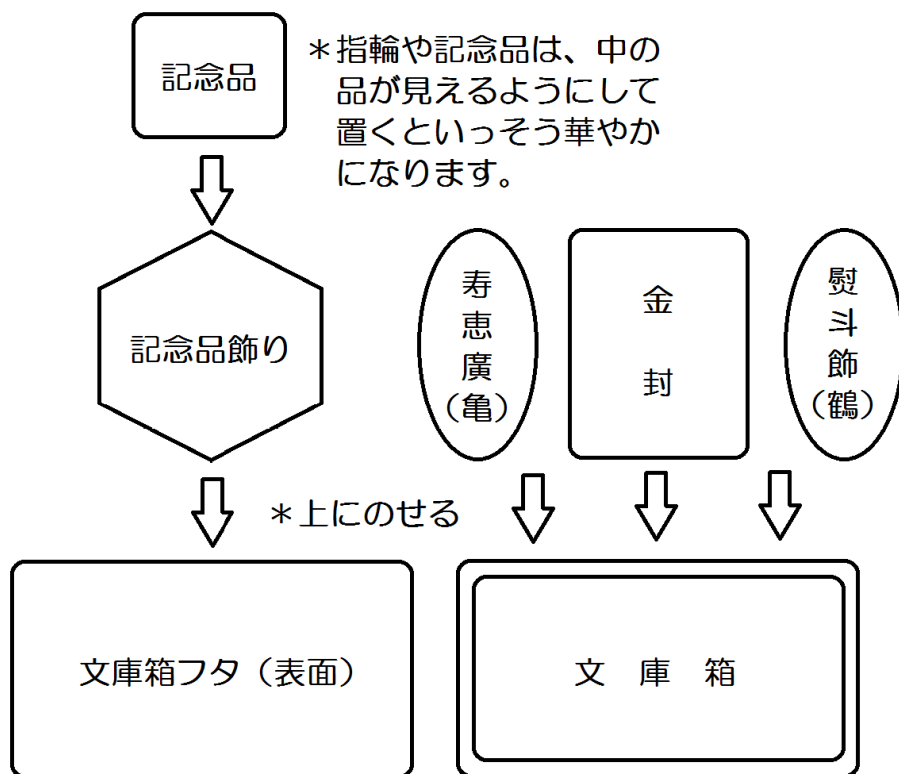 記念品
＊指輪や記念品は、中の
品が見えるようにして
置くといっそう華やか
になります。
記念品飾り
寿恵廣（亀）
金封
熨斗飾（鶴）
＊上にのせる
文庫箱フタ（表面）
文庫箱